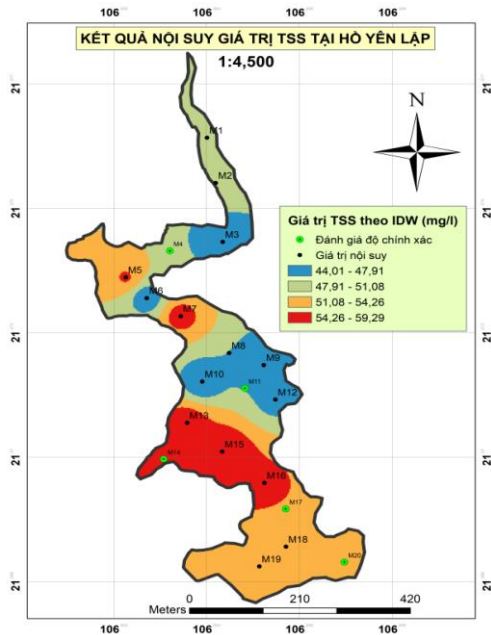 106 106 106 106
KẾT QUẢ NỘI SUY GIÁ TRỊ TSS TẠI HỒ YÊN LẬP
1:4,500
N
M1
M2
M3
M4
M5
M6
M7
M8
M9
M10
M11
M12
M13
M14
M15
M16
M17
M18
M19
M20
Giá trị TSS theo IDW (mg/l)
Đánh giá độ chính xác
Giá trị nội suy
44,01 - 47,91
47,91 - 51,08
51,08 - 54,26
54,26 - 59,29
21 21
21 21
21 21
21 21
21 21
0 210 420
Meters
106 106 106 106